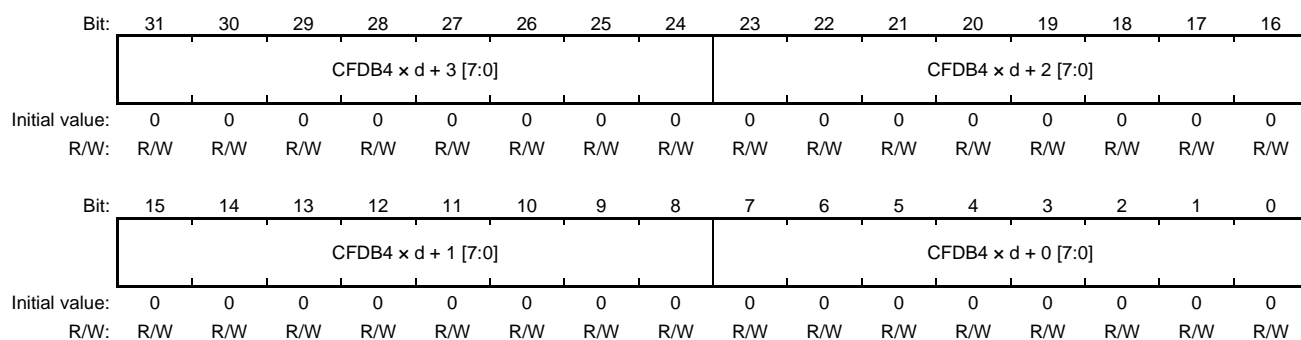 Bit: 31 30 29 28 27 26 25 24 23 22 21 20 19 18 17 16
CFDB4 × d + 3 [7:0] CFDB4 × d + 2 [7:0]
Initial value: 0 0 0 0 0 0 0 0 0 0 0 0 0 0 0 0
R/W: R/W R/W R/W R/W R/W R/W R/W R/W R/W R/W R/W R/W R/W R/W R/W R/W
Bit: 15 14 13 12 11 10 9 8 7 6 5 4 3 2 1 0
CFDB4 × d + 1 [7:0] CFDB4 × d + 0 [7:0]
Initial value: 0 0 0 0 0 0 0 0 0 0 0 0 0 0 0 0
R/W: R/W R/W R/W R/W R/W R/W R/W R/W R/W R/W R/W R/W R/W R/W R/W R/W